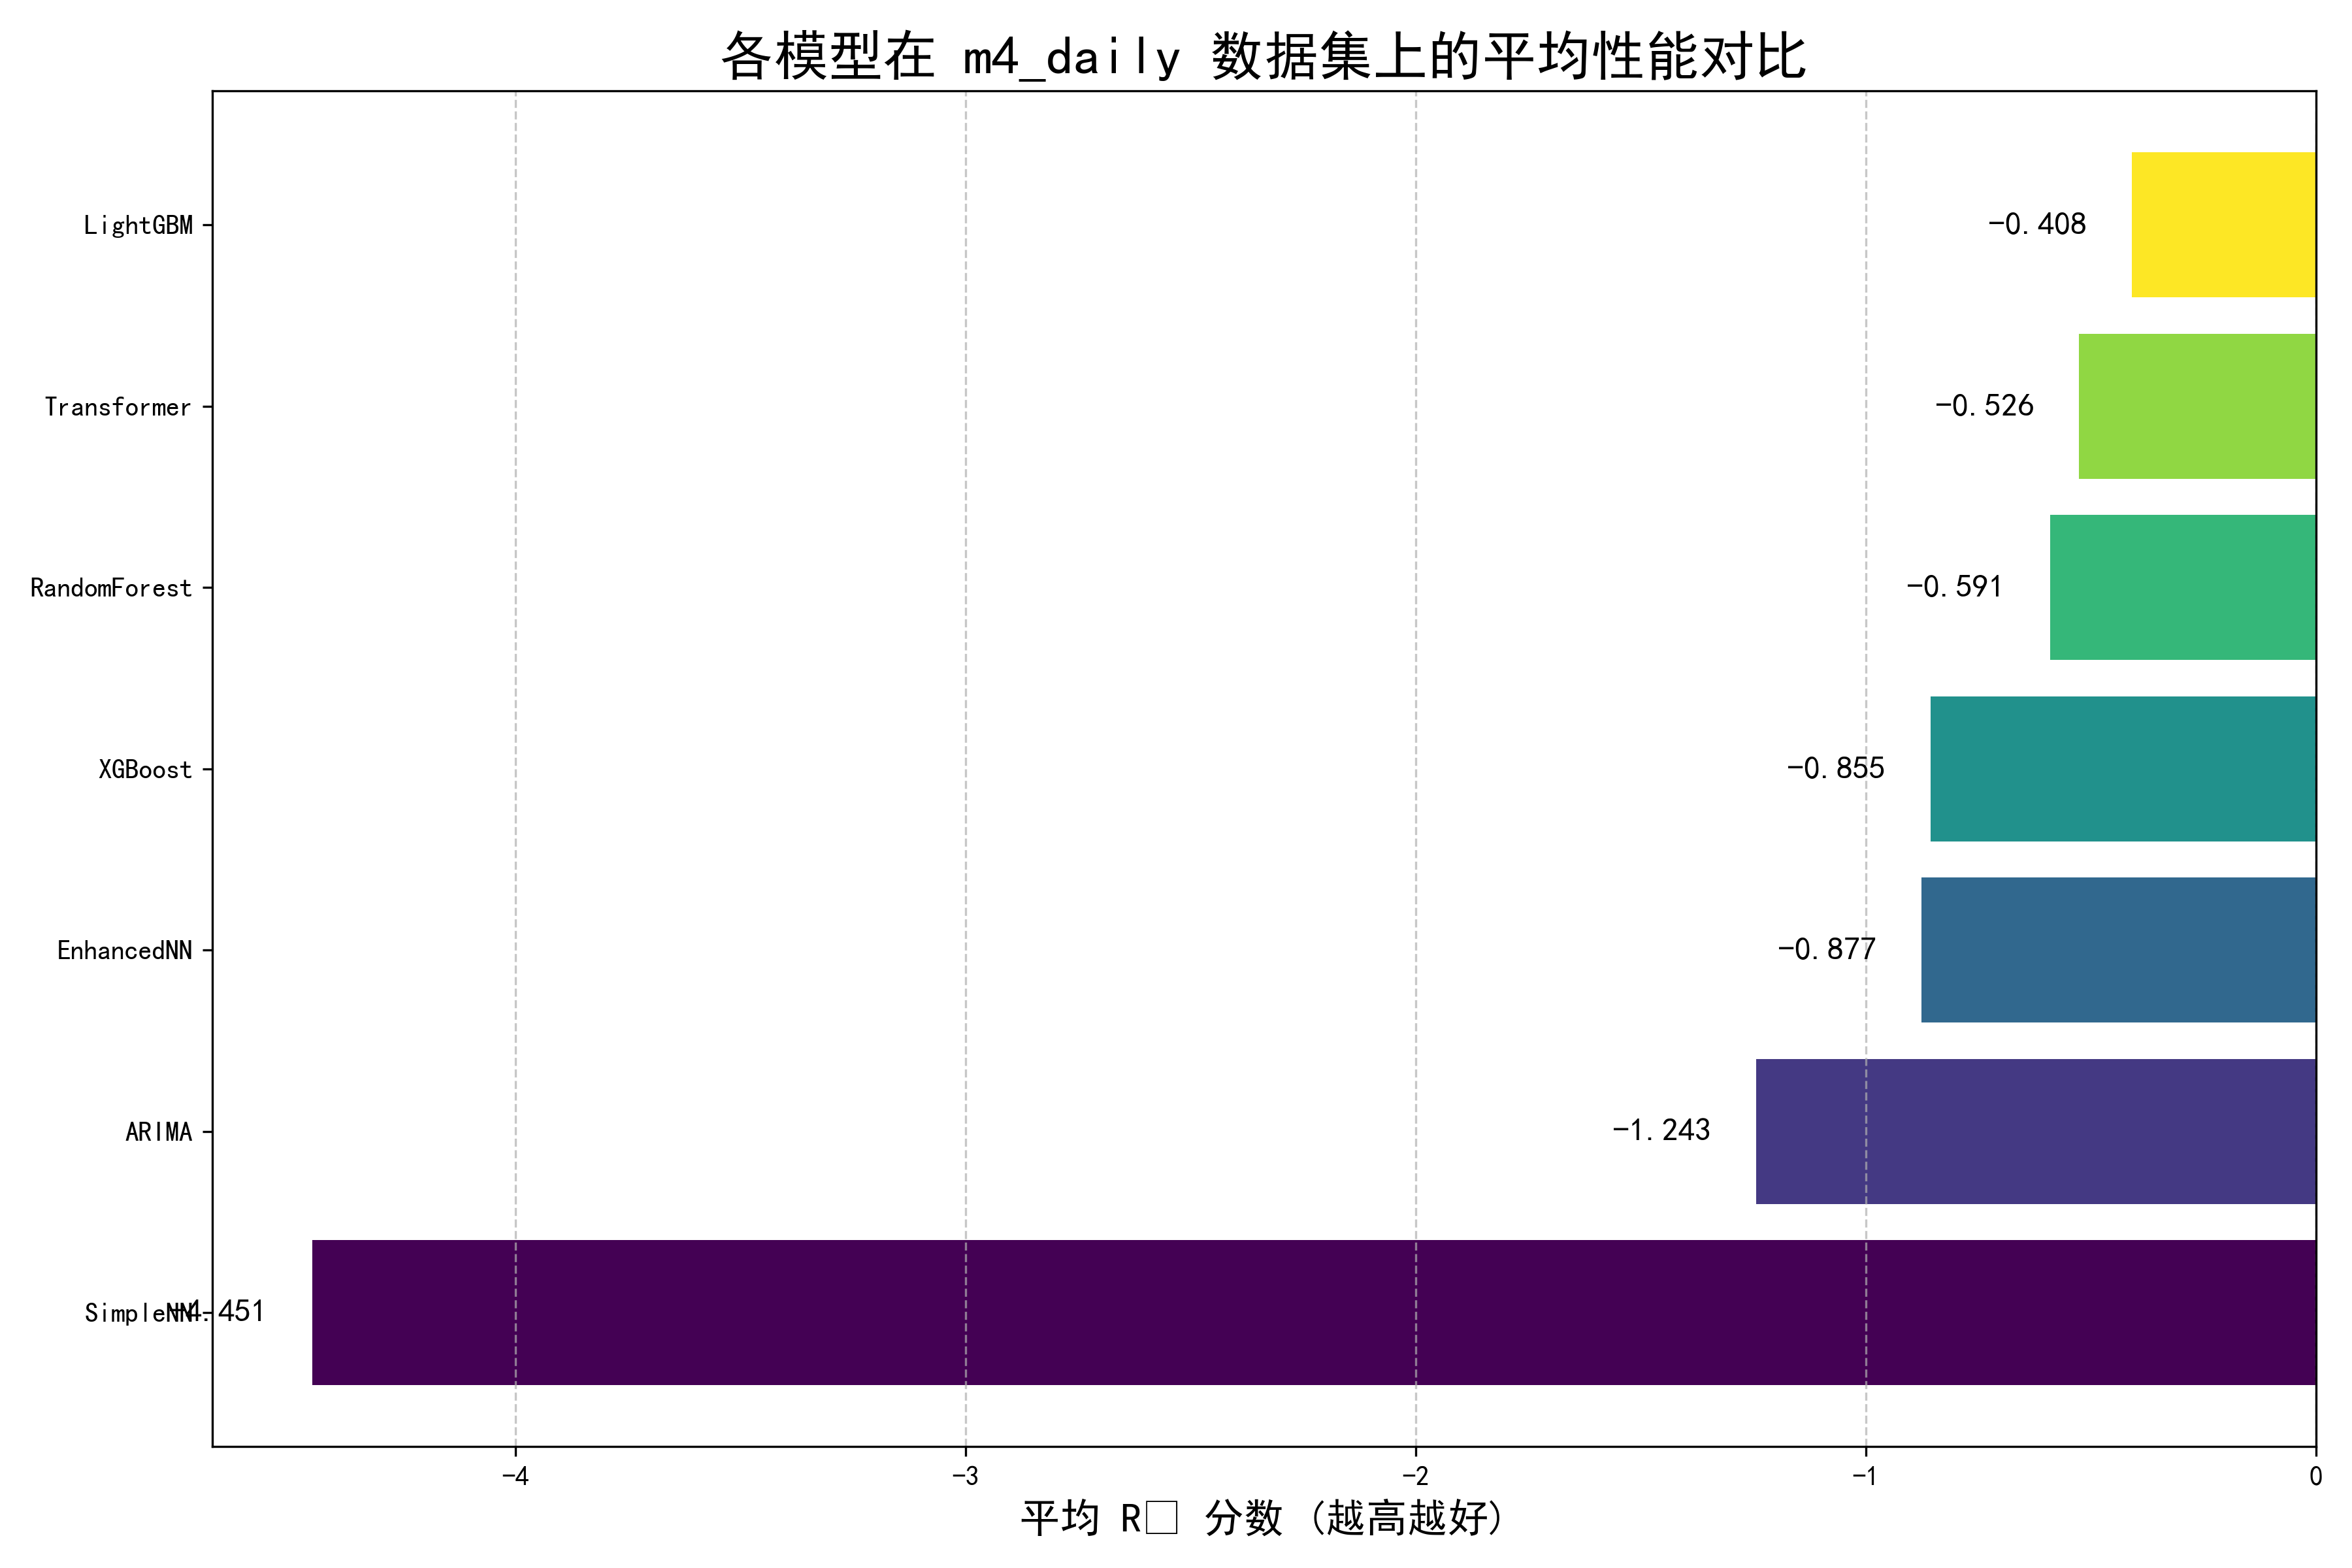 各模型在 m4_daily 数据集上的平均性能对比
LightGBM
-0.408
Transformer
-0.526
RandomForest
-0.591
XGBoost
-0.855
EnhancedNN
-0.877
ARIMA
-1.243
SimpleNN
-4.451
-4
-3
-2
-1
0
平均 R□ 分数 (越高越好)